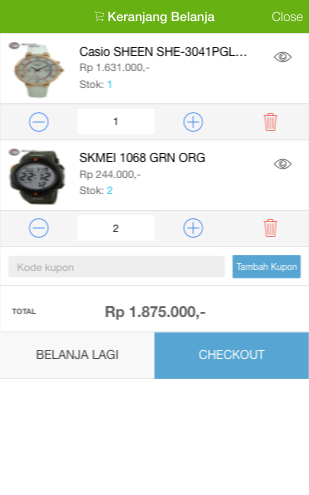 Keranjang Belanja
Close
Casio SHEEN SHE-3041PGL...
Rp 1.631.000,-
Stok: 1
1
SKMEI 1068 GRN ORG
Rp 244.000,-
Stok: 2
2
Kode kupon
Tambah Kupon
TOTAL
Rp 1.875.000,-
BELANJA LAGI
CHECKOUT